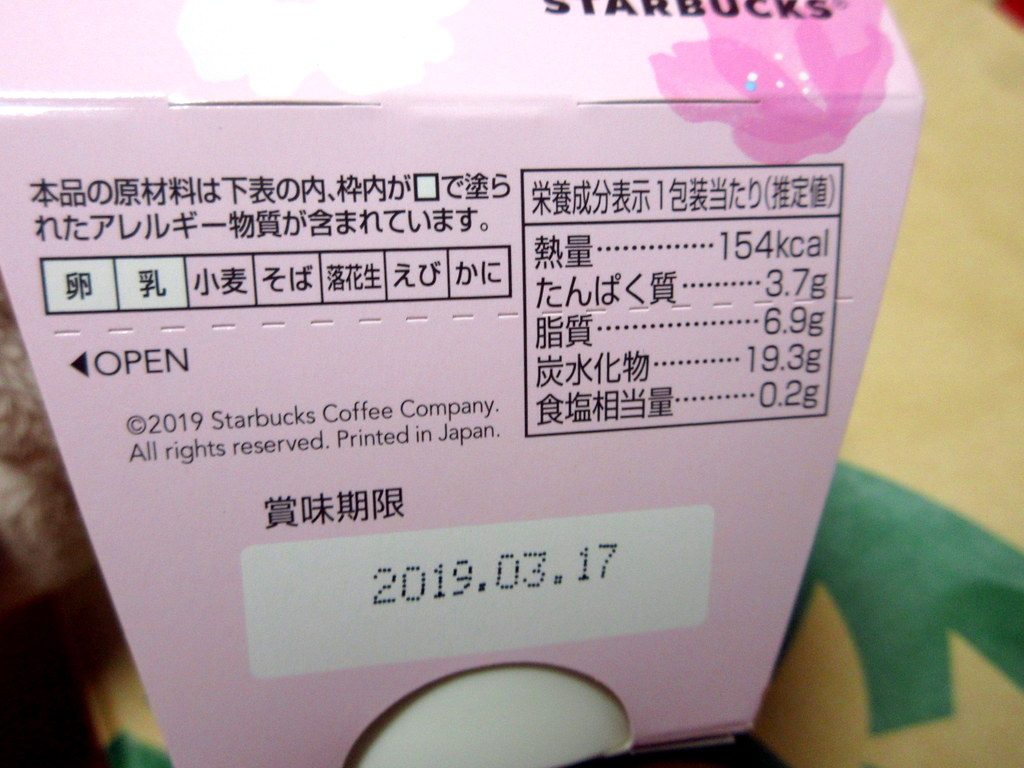 STARBUCKS®
本品の原材料は下表の内、枠内が□で塗ら
れたアレルギー物質が含まれています。
卵 乳 小麦 そば 落花生 えび かに
◀OPEN
©2019 Starbucks Coffee Company.
All rights reserved. Printed in Japan.
栄養成分表示 1包装当たり(推定値)
熱量··············154kcal
たんぱく質··········3.7g
脂質····················6.9g
炭水化物···········19.3g
食塩相当量··········0.2g
賞味期限
2019.03.17